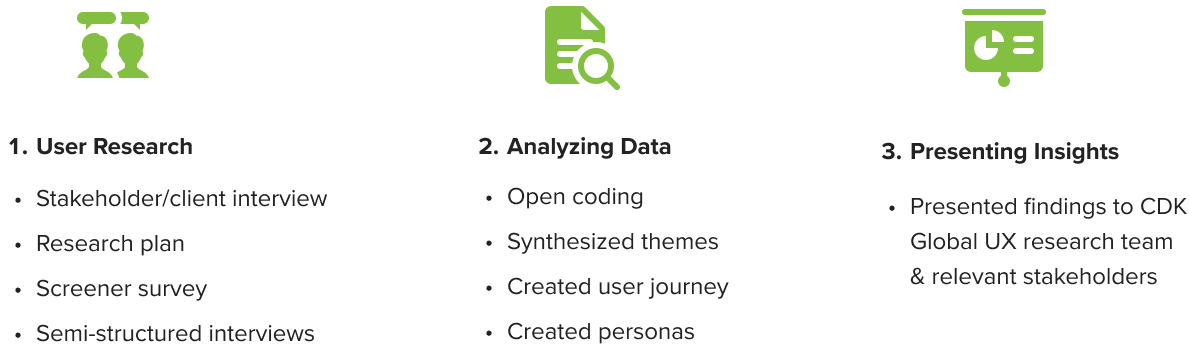 1. User Research
• Stakeholder/client interview
• Research plan
• Screener survey
• Semi-structured interviews
2. Analyzing Data
• Open coding
• Synthesized themes
• Created user journey
• Created personas
3. Presenting Insights
• Presented findings to CDK
Global UX research team
& relevant stakeholders